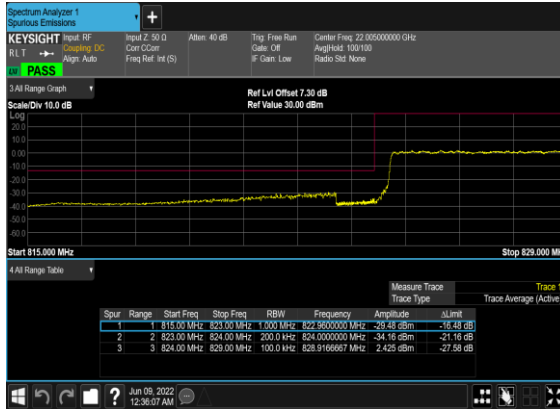 Spectrum Analyzer 1
Spurious Emissions
KEYSIGHT Input: RF Input Z: 50 Ω Atten: 40 dB Trig: Free Run Center Freq: 22.005000000 GHz
RLT Coupling: DC Corr CCorr Gate: Off Avg|Hold: 100/100
Align: Auto Freq Ref: Int (S) IF Gain: Low Radio Std: None
PASS
3 All Range Graph
Ref Lvl Offset 7.30 dB
Scale/Div 10.0 dB Ref Value 30.00 dBm
Log
20.0
10.0
0.00
-10.0
-20.0
-30.0
-40.0
-50.0
-60.0
Start 815.000 MHz Stop 829.000 M
4 All Range Table
Measure Trace Trace 1
Trace Type Trace Average (Active
Spur Range Start Freq Stop Freq RBW Frequency Amplitude ΔLimit
1 1 815.00 MHz 823.00 MHz 1.000 MHz 822.9600000 MHz -29.48 dBm -16.48 dB
2 2 823.00 MHz 824.00 MHz 200.0 kHz 824.0000000 MHz -34.16 dBm -21.16 dB
3 3 824.00 MHz 829.00 MHz 100.0 kHz 828.9166667 MHz 2.425 dBm -27.58 dB
? Jun 09, 2022
12:36:07 AM